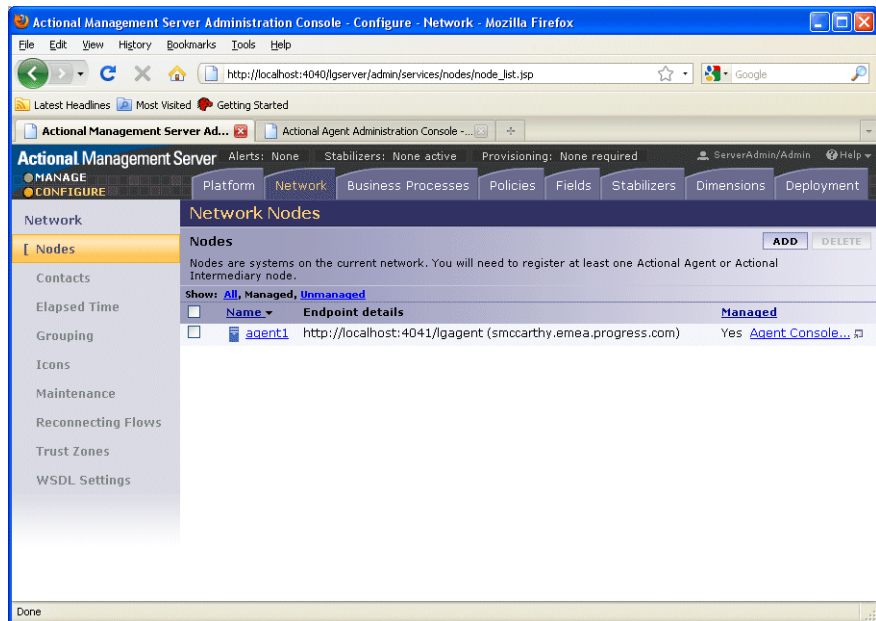 Actional Management Server Administration Console - Configure - Network - Mozilla Firefox
File Edit View History Bookmarks Tools Help
http://localhost:4040/lgserver/admin/services/nodes/node_list.jsp
Google
Latest Headlines Most Visited Getting Started
Actional Management Server Ad... Actional Agent Administration Console -...
Actional Management Server Alerts: None Stabilizers: None active Provisioning: None required ServerAdmin/Admin Help
MANAGE
CONFIGURE
Platform Network Business Processes Policies Fields Stabilizers Dimensions Deployment
Network
[ Nodes
Contacts
Elapsed Time
Grouping
Icons
Maintenance
Reconnecting Flows
Trust Zones
WSDL Settings
Network Nodes
Nodes
ADD DELETE
Nodes are systems on the current network. You will need to register at least one Actional Agent or Actional
Intermediary node.
Show: All, Managed, Unmanaged
Name Endpoint details Managed
agent1 http://localhost:4041/lgagent (smccarthy.emea.progress.com) Yes Agent Console...
Done